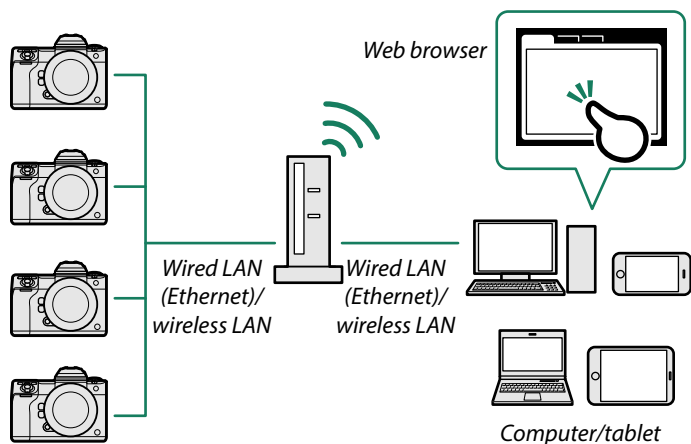 Web browser
Wired LAN
(Ethernet)/
wireless LAN
Wired LAN
(Ethernet)/
wireless LAN
Computer/tablet